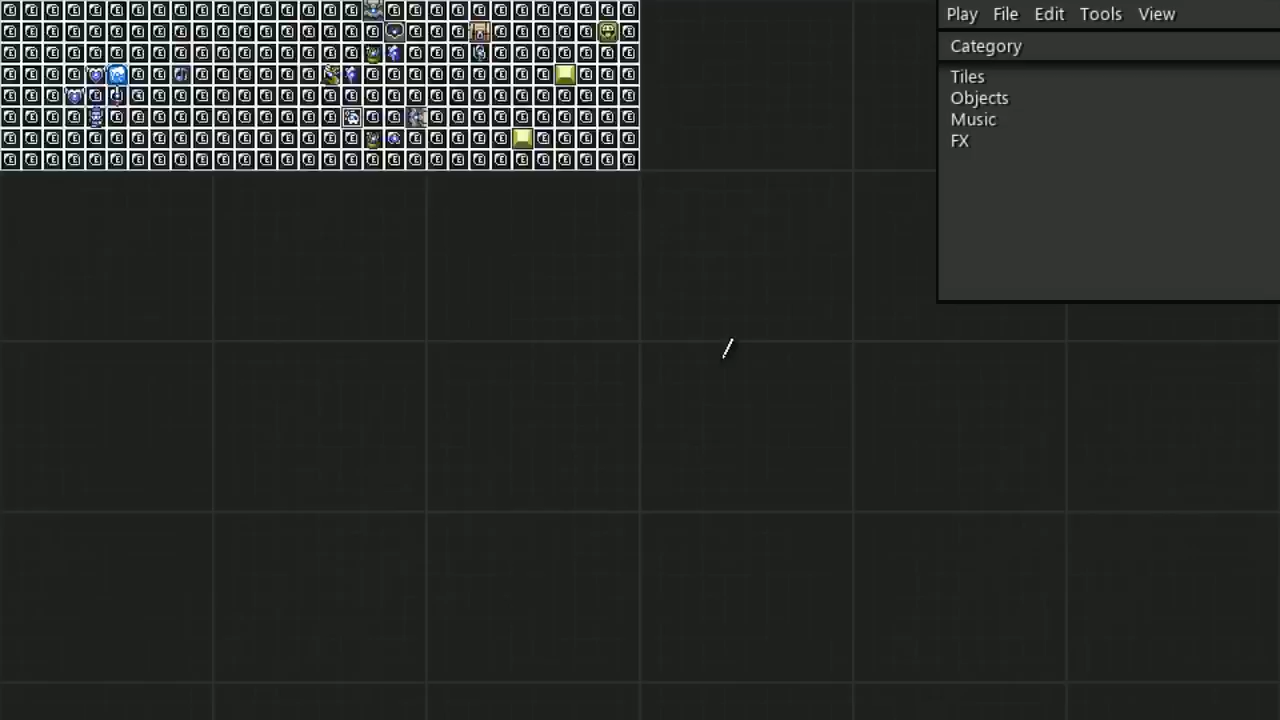 Play File Edit Tools View
Category
Tiles
Objects
Music
FX